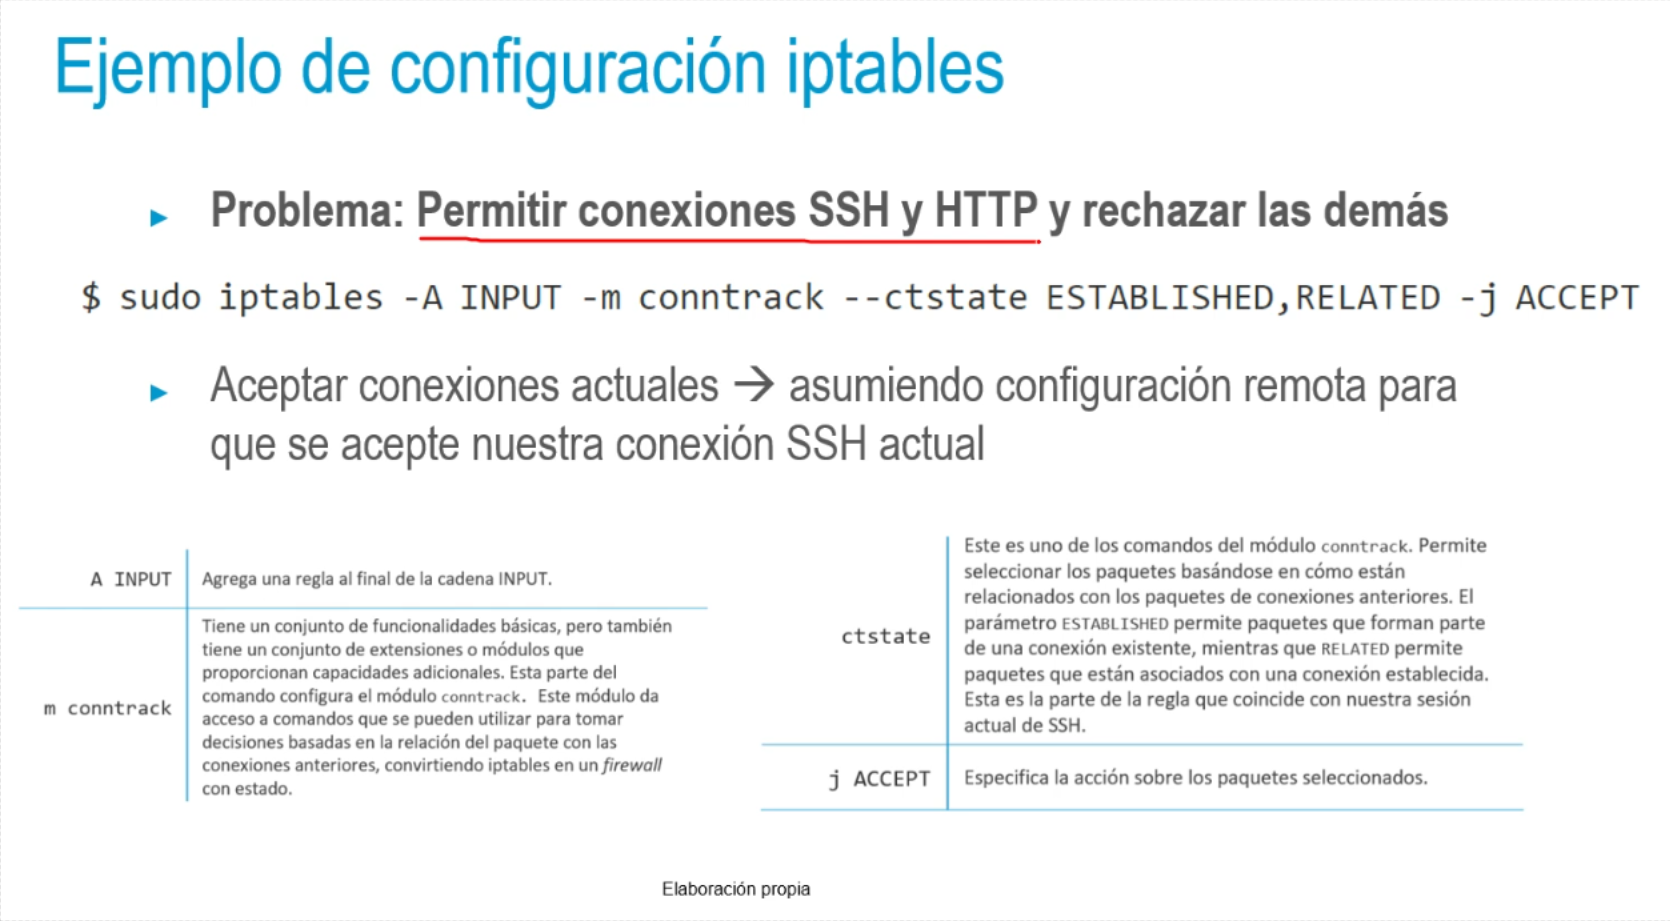 Ejemplo de configuración iptables
Problema: Permitir conexiones SSH y HTTP y rechazar las demás
$ sudo iptables -A INPUT -m conntrack --ctstate ESTABLISHED,RELATED -j ACCEPT
Aceptar conexiones actuales → asumiendo configuración remota para
que se acepte nuestra conexión SSH actual
A INPUT
Agrega una regla al final de la cadena INPUT.
m conntrack
Tiene un conjunto de funcionalidades básicas, pero también
tiene un conjunto de extensiones o módulos que
proporcionan capacidades adicionales. Esta parte del
comando configura el módulo conntrack. Este módulo da
acceso a comandos que se pueden utilizar para tomar
decisiones basadas en la relación del paquete con las
conexiones anteriores, convirtiendo iptables en un firewall
con estado.
ctstate
Este es uno de los comandos del módulo conntrack. Permite
seleccionar los paquetes basándose en cómo están
relacionados con los paquetes de conexiones anteriores. El
parámetro ESTABLISHED permite paquetes que forman parte
de una conexión existente, mientras que RELATED permite
paquetes que están asociados con una conexión establecida.
Esta es la parte de la regla que coincide con nuestra sesión
actual de SSH.
j ACCEPT
Especifica la acción sobre los paquetes seleccionados.
Elaboración propia